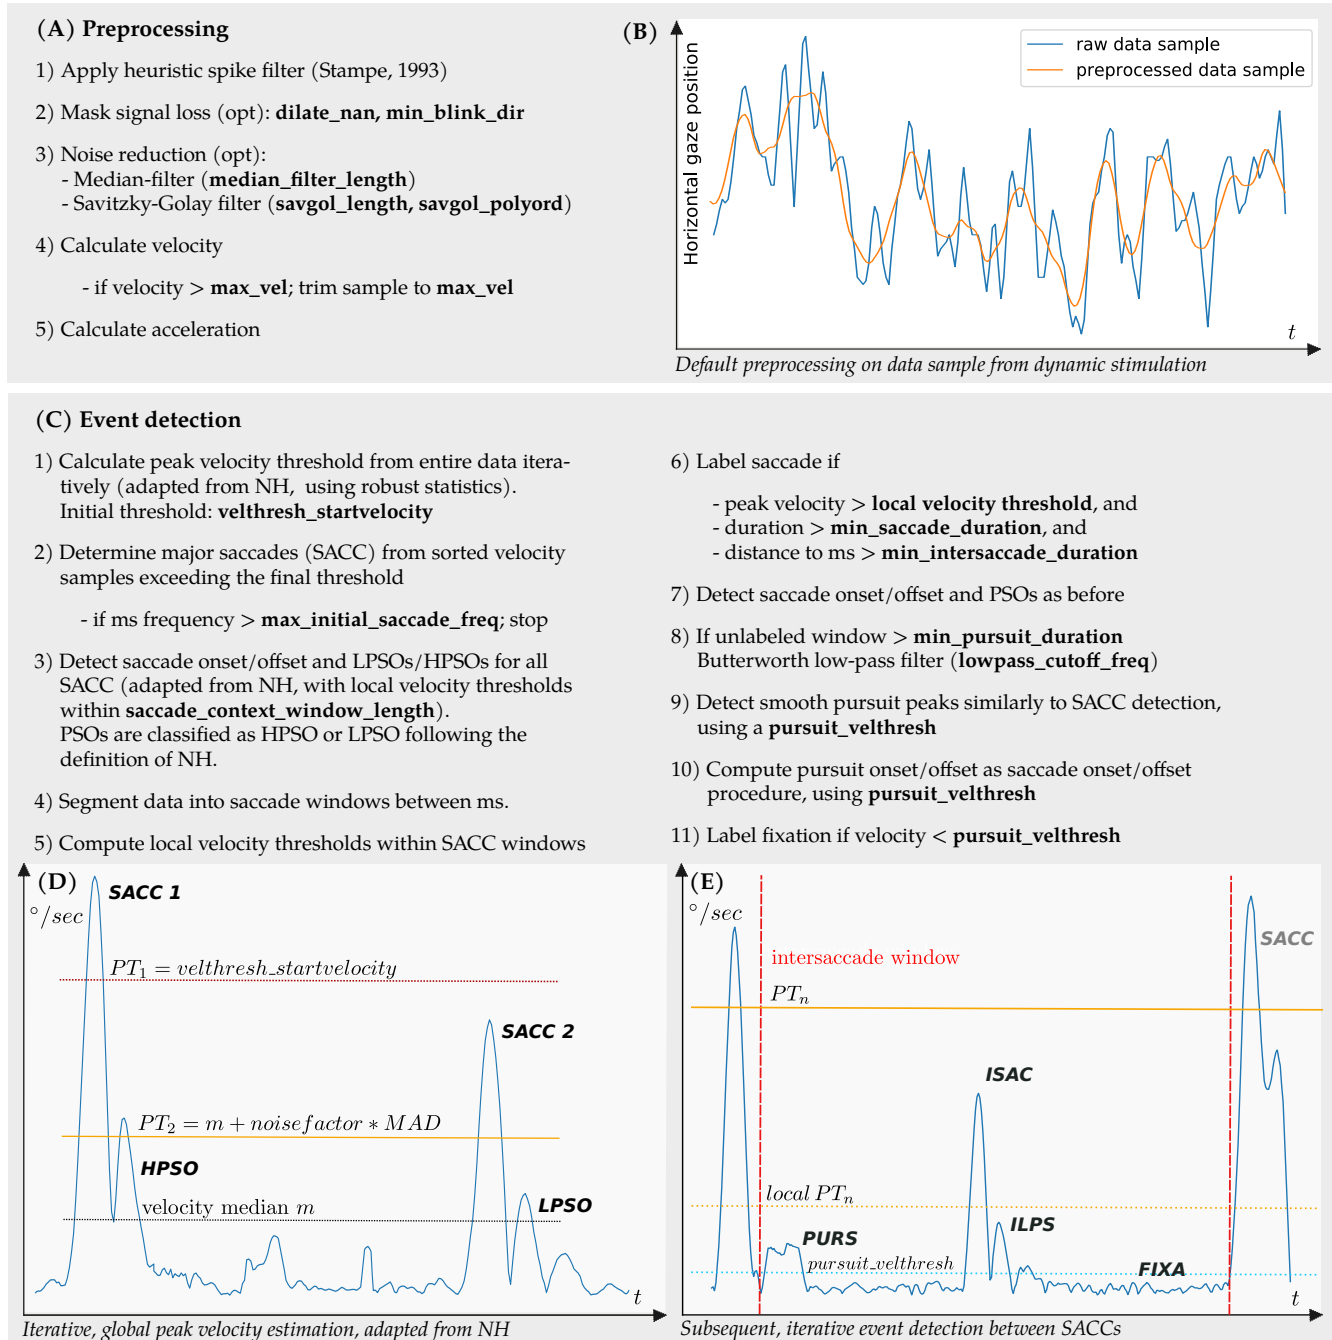 (A) Preprocessing
1) Apply heuristic spike filter (Stampe, 1993)
2) Mask signal loss (opt): dilate_nan, min_blink_dir
3) Noise reduction (opt):
- Median-filter (median_filter_length)
- Savitzky-Golay filter (savgol_length, savgol_polyord)
4) Calculate velocity
- if velocity > max_vel; trim sample to max_vel
5) Calculate acceleration
(B)
Horizontal gaze position
raw data sample
preprocessed data sample
t
Default preprocessing on data sample from dynamic stimulation
(C) Event detection
1) Calculate peak velocity threshold from entire data itera-
tively (adapted from NH, using robust statistics).
Initial threshold: velthresh_startvelocity
2) Determine major saccades (SACC) from sorted velocity
samples exceeding the final threshold
- if ms frequency > max_initial_saccade_freq; stop
3) Detect saccade onset/offset and LPSOs/HPSOs for all
SACC (adapted from NH, with local velocity thresholds
within saccade_context_window_length).
PSOs are classified as HPSO or LPSO following the
definition of NH.
4) Segment data into saccade windows between ms.
5) Compute local velocity thresholds within SACC windows
6) Label saccade if
- peak velocity > local velocity threshold, and
- duration > min_saccade_duration, and
- distance to ms > min_intersaccade_duration
7) Detect saccade onset/offset and PSOs as before
8) If unlabeled window > min_pursuit_duration
Butterworth low-pass filter (lowpass_cutoff_freq)
9) Detect smooth pursuit peaks similarly to SACC detection,
using a pursuit_velthresh
10) Compute pursuit onset/offset as saccade onset/offset
procedure, using pursuit_velthresh
11) Label fixation if velocity < pursuit_velthresh
(D)
SACC 1
°/sec
PT₁ = velthresh_startvelocity
SACC 2
PT₂ = m + noisefactor * MAD
HPSO
velocity median m
LPSO
t
Iterative, global peak velocity estimation, adapted from NH
(E)
°/sec
SACC
intersaccade window
PTₙ
ISAC
local PTₙ
ILPS
PURS
pursuit_velthresh
FIXA
t
Subsequent, iterative event detection between SACCs